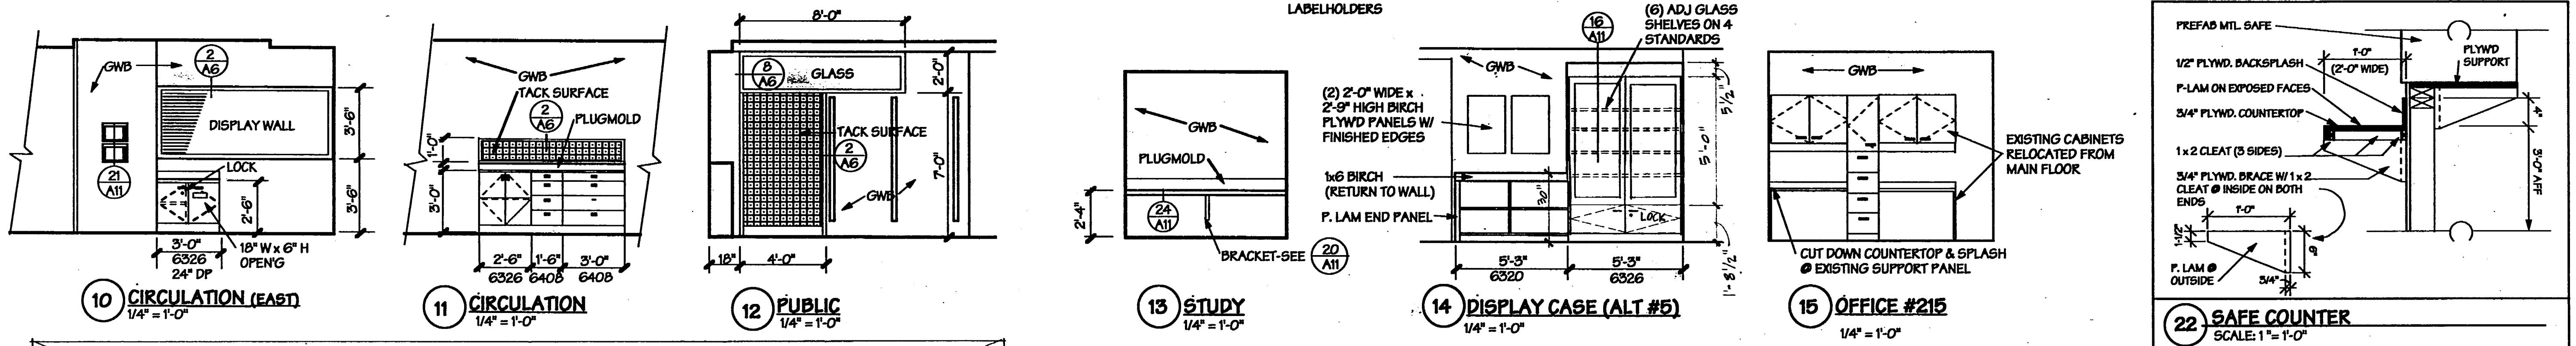 GWB
2
A6
DISPLAY WALL
3'-6"
21
A11
LOCK
2'-6"
3'-6"
3'-0"
6326
24" DP
18" W x 6" H
OPEN'G
10 CIRCULATION (EAST)
1/4" = 1'-0"
GWB
TACK SURFACE
2
A6
PLUGMOLD
1'-0"
3'-0"
2'-6" 1'-6" 3'-0"
6326 6408 6408
11 CIRCULATION
1/4" = 1'-0"
8'-0"
8
A6
GLASS
2'-0"
TACK SURFACE
2
A6
7'-0"
GWB
18" 4'-0"
12 PUBLIC
1/4" = 1'-0"
GWB
PLUGMOLD
2'-4"
24
A11
BRACKET-SEE 20
A11
13 STUDY
1/4" = 1'-0"
LABELHOLDERS
16
A11
(6) ADJ GLASS
SHELVES ON 4
STANDARDS
GWB
(2) 2'-0" WIDE x
2'-9" HIGH BIRCH
PLYWD PANELS W/
FINISHED EDGES
5 1/2"
5'-0"
1x6 BIRCH
(RETURN TO WALL)
30"
P. LAM END PANEL
LOCK
1'-8 1/2"
5'-3" 5'-3"
6320 6326
14 DISPLAY CASE (ALT #5)
1/4" = 1'-0"
GWB
EXISTING CABINETS
RELOCATED FROM
MAIN FLOOR
CUT DOWN COUNTERTOP & SPLASH
@ EXISTING SUPPORT PANEL
15 OFFICE #215
1/4" = 1'-0"
PREFAB MTL SAFE
1'-0"
(2'-0" WIDE)
PLYWD
SUPPORT
1/2" PLYWD. BACKSPLASH
P-LAM ON EXPOSED FACES
3/4" PLYWD. COUNTERTOP
4"
1 x 2 CLEAT (3 SIDES)
3/4" PLYWD. BRACE W/ 1 x 2
CLEAT @ INSIDE ON BOTH
ENDS
3'-0" AFF
1'-0"
1-1/2"
P. LAM @
OUTSIDE
3/4"
22 SAFE COUNTER
SCALE: 1" = 1'-0"